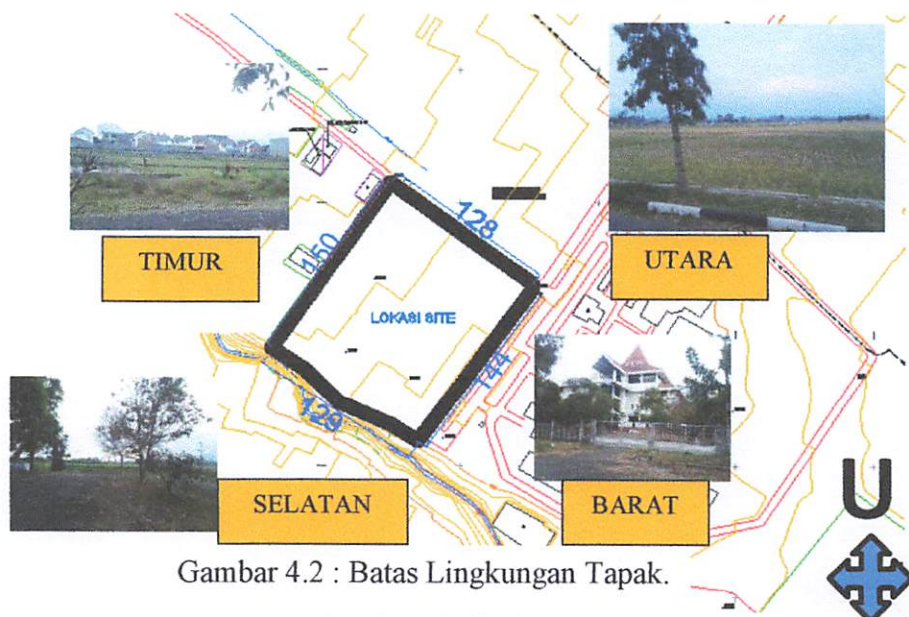 128
150
TIMUR
UTARA
LOKASI SITE
144
129
SELATAN
BARAT
U
Gambar 4.2 : Batas Lingkungan Tapak.